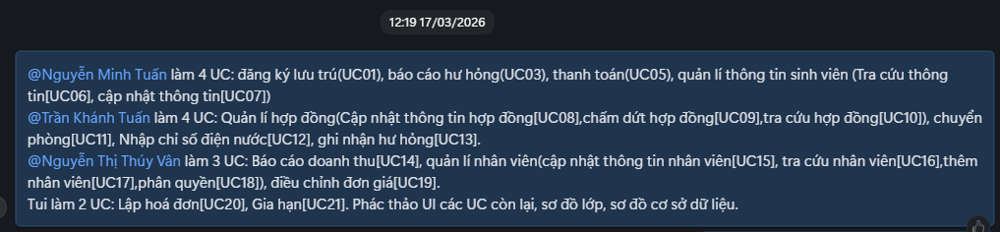 12:19 17/03/2026
@Nguyễn Minh Tuấn làm 4 UC: đăng ký lưu trú(UC01), báo cáo hư hỏng(UC03), thanh toán(UC05), quản lí thông tin sinh viên (Tra cứu thông
tin[UC06], cập nhật thông tin[UC07])
@Trần Khánh Tuấn làm 4 UC: Quản lí hợp đồng(Cập nhật thông tin hợp đồng[UC08],chấm dứt hợp đồng[UC09],tra cứu hợp đồng[UC10]), chuyển
phòng[UC11], Nhập chỉ số điện nước[UC12], ghi nhận hư hỏng[UC13].
@Nguyễn Thị Thúy Vân làm 3 UC: Báo cáo doanh thu[UC14], quản lí nhân viên(cập nhật thông tin nhân viên[UC15], tra cứu nhân viên[UC16],thêm
nhân viên[UC17],phân quyền[UC18]), điều chỉnh đơn giá[UC19].
Tui làm 2 UC: Lập hoá đơn[UC20], Gia hạn[UC21]. Phác thảo UI các UC còn lại, sơ đồ lớp, sơ đồ cơ sở dữ liệu.